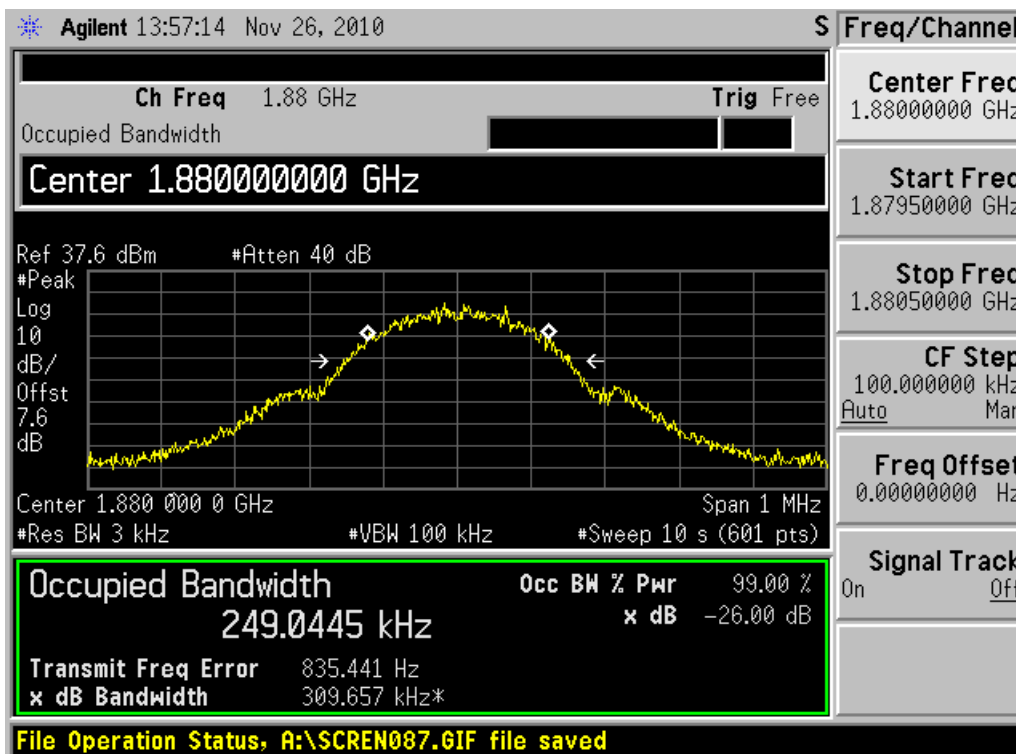 Agilent 13:57:14 Nov 26, 2010 S
Freq/Channel
Ch Freq 1.88 GHz Trig Free
Occupied Bandwidth
Center 1.880000000 GHz
Ref 37.6 dBm #Atten 40 dB
#Peak
Log
10
dB/
Offst
7.6
dB
Center 1.880 000 0 GHz Span 1 MHz
#Res BW 3 kHz #VBW 100 kHz #Sweep 10 s (601 pts)
Occupied Bandwidth
249.0445 kHz
Occ BW % Pwr 99.00 %
x dB -26.00 dB
Transmit Freq Error 835.441 Hz
x dB Bandwidth 309.657 kHz*
File Operation Status, A:\SCREN087.GIF file saved
Center Freq
1.88000000 GHz
Start Freq
1.87950000 GHz
Stop Freq
1.88050000 GHz
CF Step
100.000000 kHz
Auto Man
Freq Offset
0.00000000 Hz
Signal Track
On Off